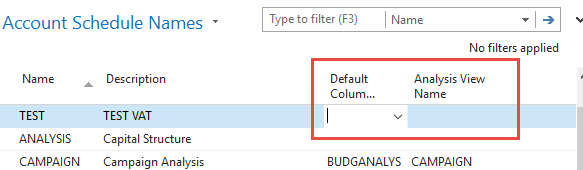 Account Schedule Names
Type to filter (F3) Name
No filters applied
Name Description Default Colum... Analysis View Name
TEST TEST VAT
ANALYSIS Capital Structure
CAMPAIGN Campaign Analysis BUDGANALYS CAMPAIGN